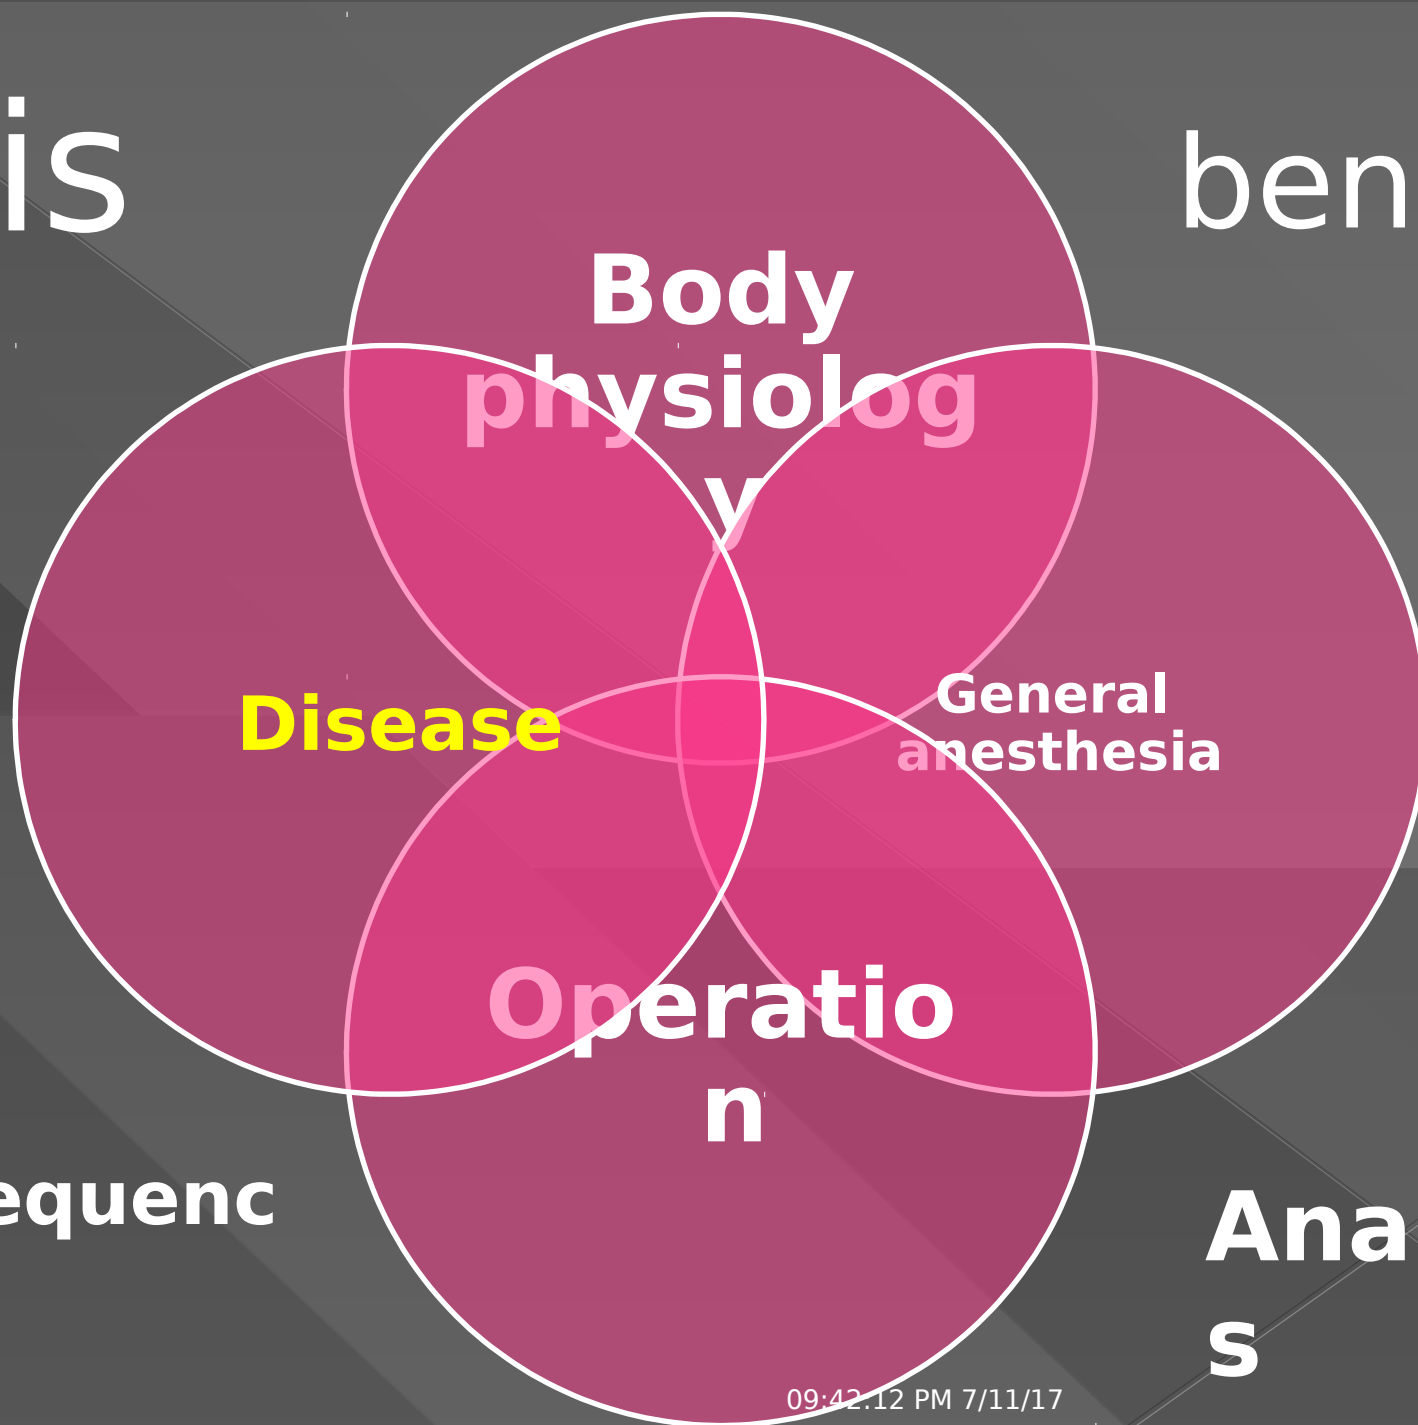 is
ben
Body
physiolog
y
Disease
General
anesthesia
Operatio
n
equenc
Ana
s
09:42:12 PM 7/11/17